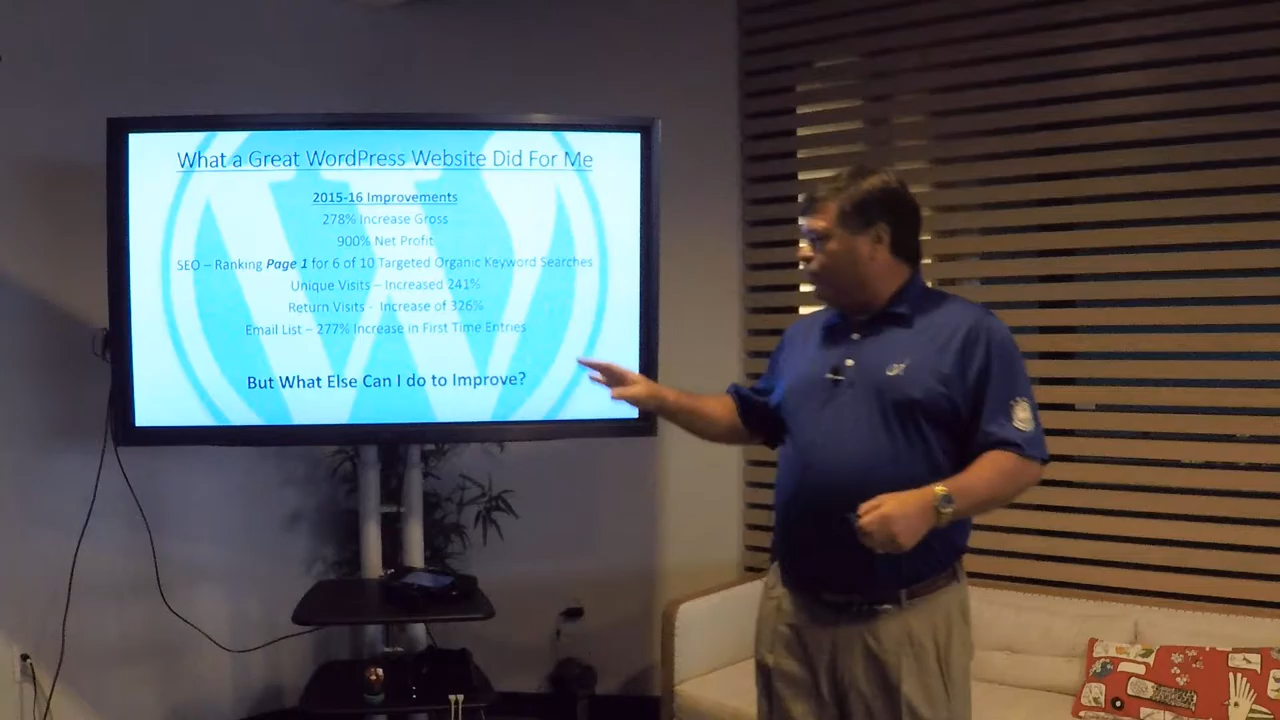 What a Great WordPress Website Did For Me
2015-16 Improvements
278% Increase Gross
900% Net Profit
SEO – Ranking Page 1 for 6 of 10 Targeted Organic Keyword Searches
Unique Visits – Increased 241%
Return Visits - Increase of 326%
Email List – 277% Increase in First Time Entries
But What Else Can I do to Improve?